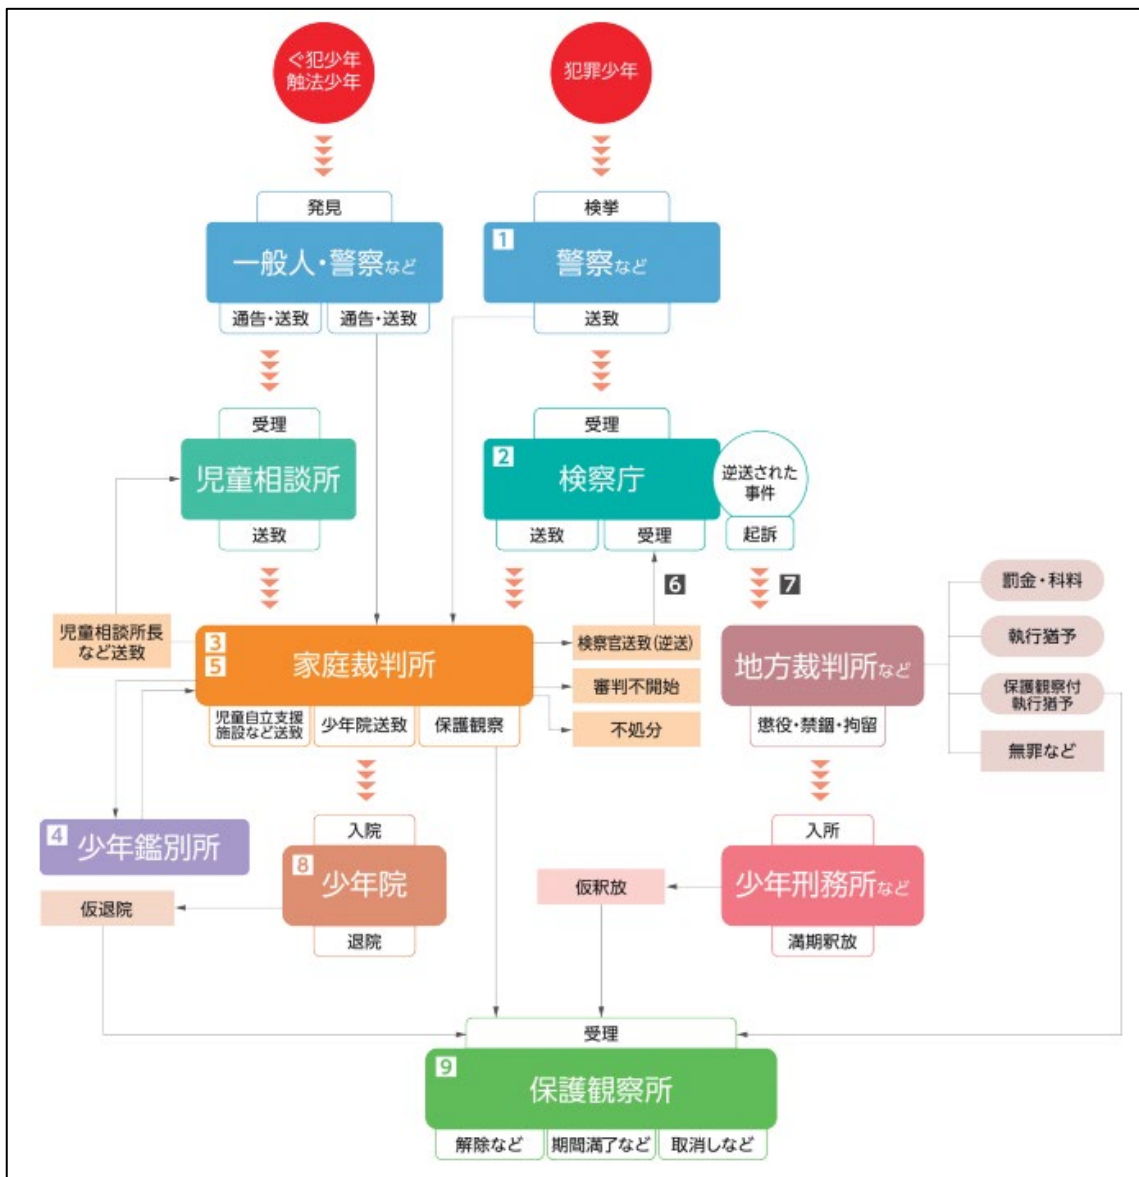 ぐ犯少年
触法少年
犯罪少年
発見
一般人・警察など
通告・送致
通告・送致
検挙
1
警察など
送致
受理
児童相談所
送致
受理
2
検察庁
送致
受理
逆送された
事件
起訴
6
7
児童相談所長
など送致
3
5
家庭裁判所
児童自立支援
施設など送致
少年院送致
保護観察
検察官送致(逆送)
審判不開始
不処分
地方裁判所など
懲役・禁錮・拘留
罰金・科料
執行猶予
保護観察付
執行猶予
無罪など
4
少年鑑別所
入院
8
少年院
退院
仮退院
入所
少年刑務所など
満期釈放
仮釈放
受理
9
保護観察所
解除など
期間満了など
取消しなど